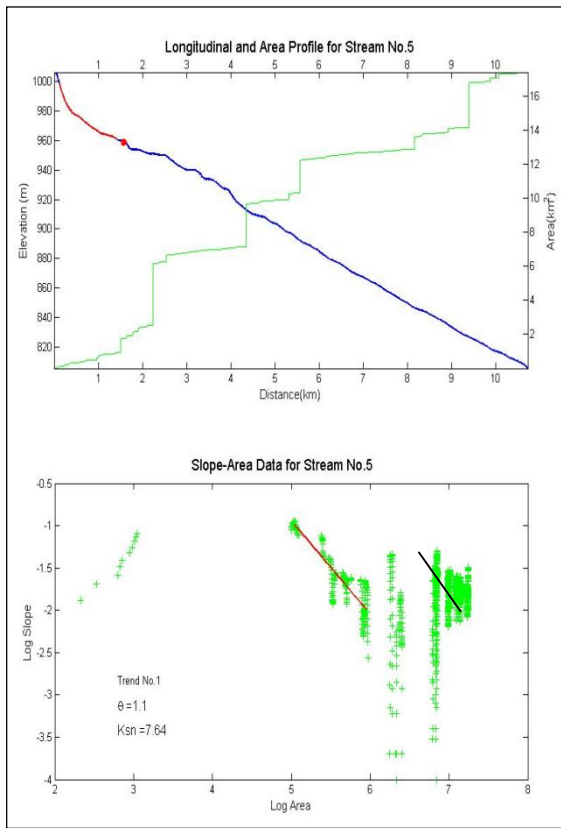 Longitudinal and Area Profile for Stream No.5
1 2 3 4 5 6 7 8 9 10
1000
980
960
940
920
900
880
860
840
820
Elevation (m)
16
14
12
10
8
6
4
2
Area(km2)
1 2 3 4 5 6 7 8 9 10
Distance(km)
Slope-Area Data for Stream No.5
-0.5
-1
-1.5
-2
-2.5
-3
-3.5
-4
Log Slope
Trend No.1
θ =1.1
Ksn =7.64
2 3 4 5 6 7 8
Log Area